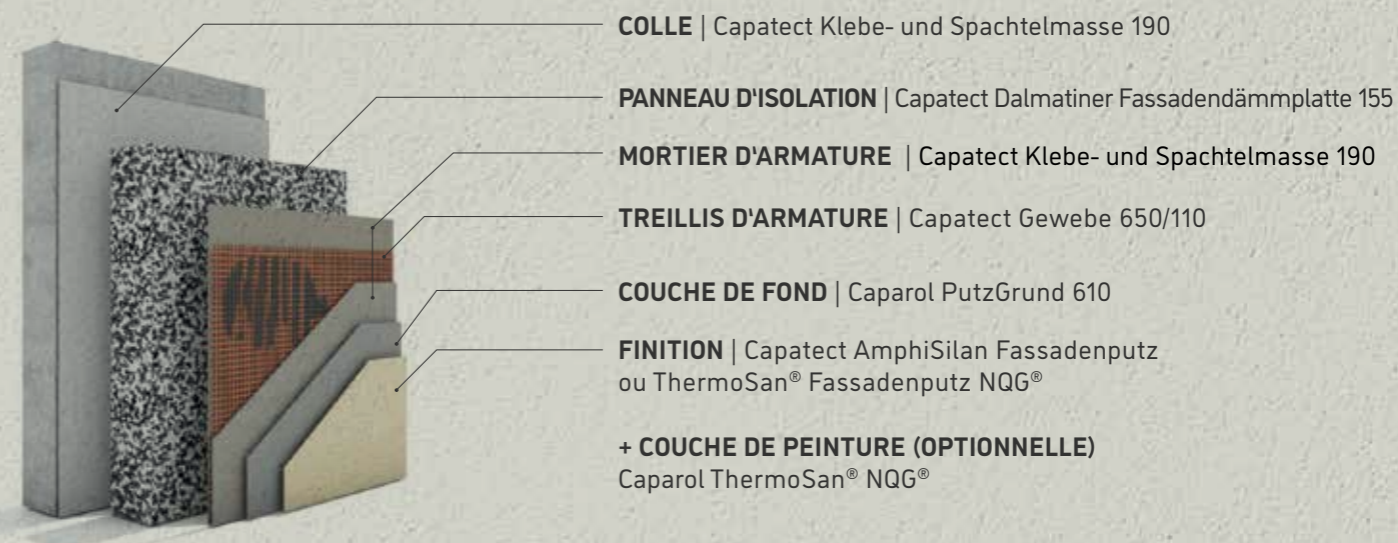 COLLE | Capatect Klebe- und Spachtelmasse 190
PANNEAU D'ISOLATION | Capatect Dalmatiner Fassadendämmplatte 155
MORTIER D'ARMATURE | Capatect Klebe- und Spachtelmasse 190
TREILLIS D'ARMATURE | Capatect Gewebe 650/110
COUCHE DE FOND | Caparol PutzGrund 610
FINITION | Capatect AmphiSilan Fassadenputz
ou ThermoSan® Fassadenputz NQG®
+ COUCHE DE PEINTURE (OPTIONNELLE)
Caparol ThermoSan® NQG®